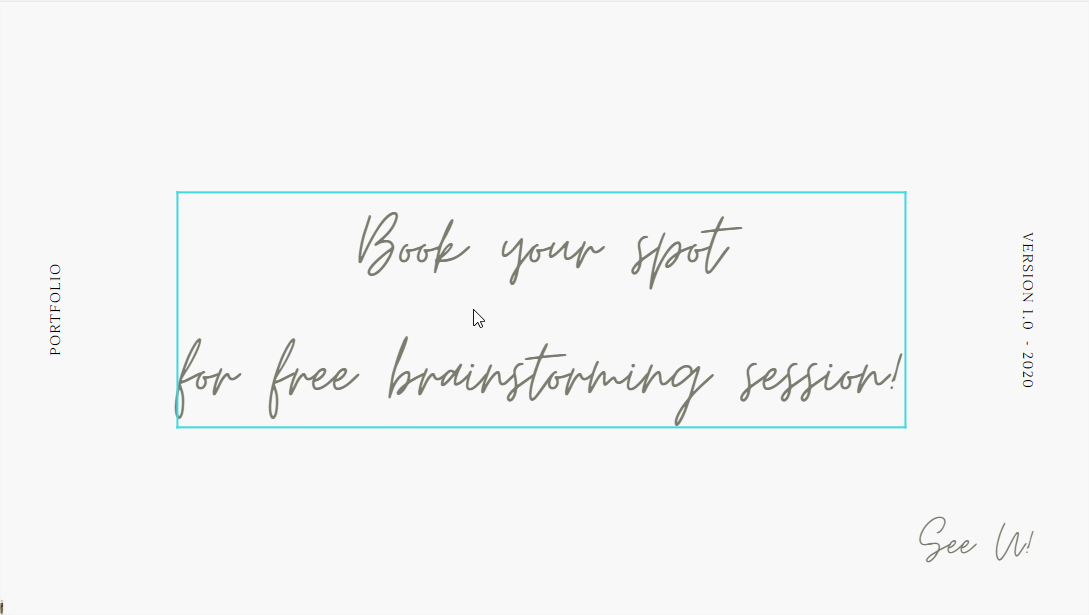 PORTFOLIO
Book your spot
for free brainstorming session!
VERSION 1.0 - 2020
See U!